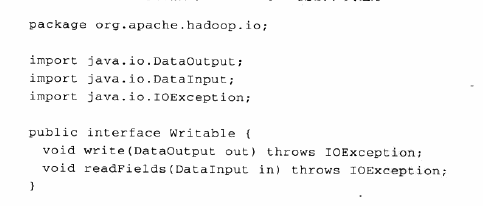 package org.apache.hadoop.io;
import java.io.DataOutput;
import java.io.DataInput;
import java.io.IOException;
public interface Writable {
void write(DataOutput out) throws IOException;
void readFields(DataInput in) throws IOException;
}